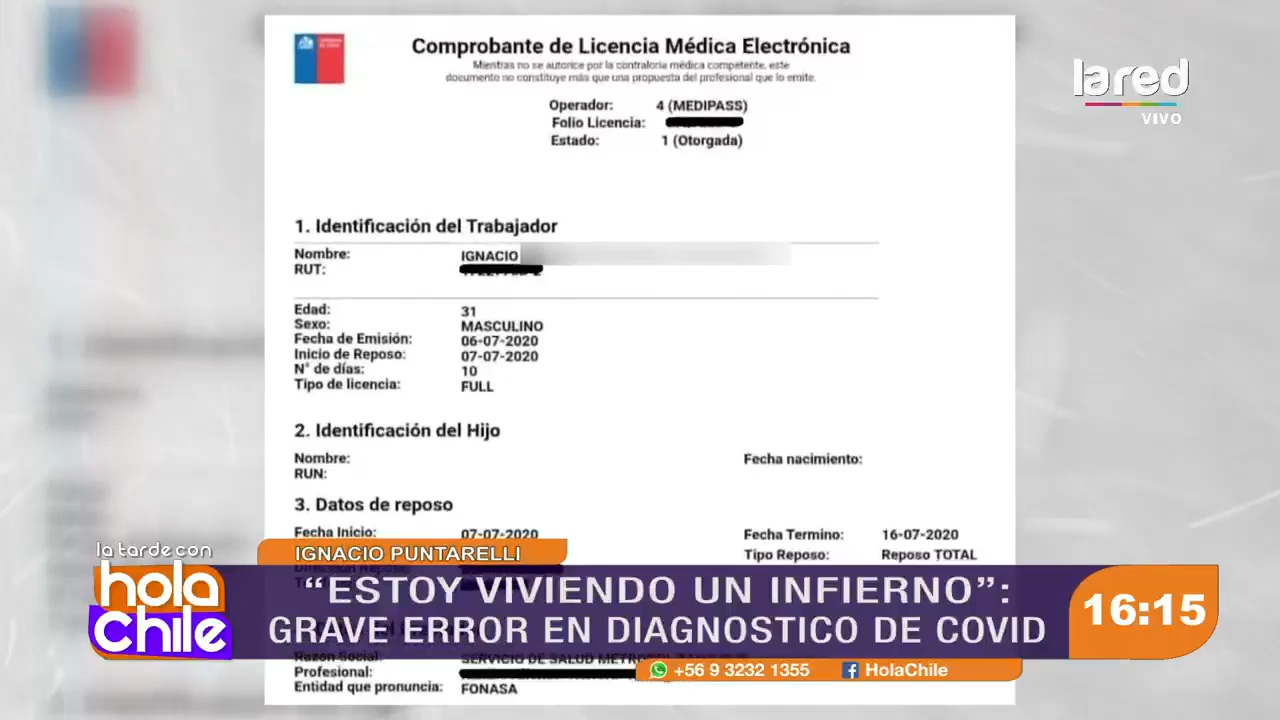 Comprobante de Licencia Médica Electrónica
Mientras no se autorice por la contraloria médica competente, este
documento no constituye más que una propuesta del profesional que lo emite.
lared
VIVO
Operador: 4 (MEDIPASS)
Folio Licencia:
Estado: 1 (Otorgada)
1. Identificación del Trabajador
Nombre: IGNACIO
RUT:
Edad: 31
Sexo: MASCULINO
Fecha de Emisión: 06-07-2020
Inicio de Reposo: 07-07-2020
N° de días: 10
Tipo de licencia: FULL
2. Identificación del Hijo
Nombre: Fecha nacimiento:
RUN:
3. Datos de reposo
Fecha Inicio: 07-07-2020 Fecha Termino: 16-07-2020
Tipo Reposo: Reposo TOTAL
la tarde con
hola
Chile
IGNACIO PUNTARELLI
“ESTOY VIVIENDO UN INFIERNO”:
GRAVE ERROR EN DIAGNOSTICO DE COVID
16:15
Razón Social: SERVICIO DE SALUD
Profesional:
+56 9 3232 1355 HolaChile
Entidad que pronuncia: FONASA